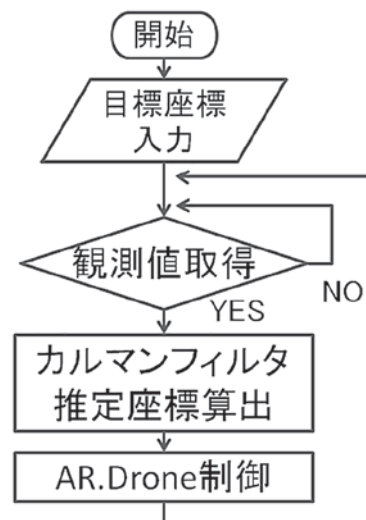 開始
目標座標
入力
観測値取得
NO
YES
カルマンフィルタ
推定座標算出
AR.Drone制御